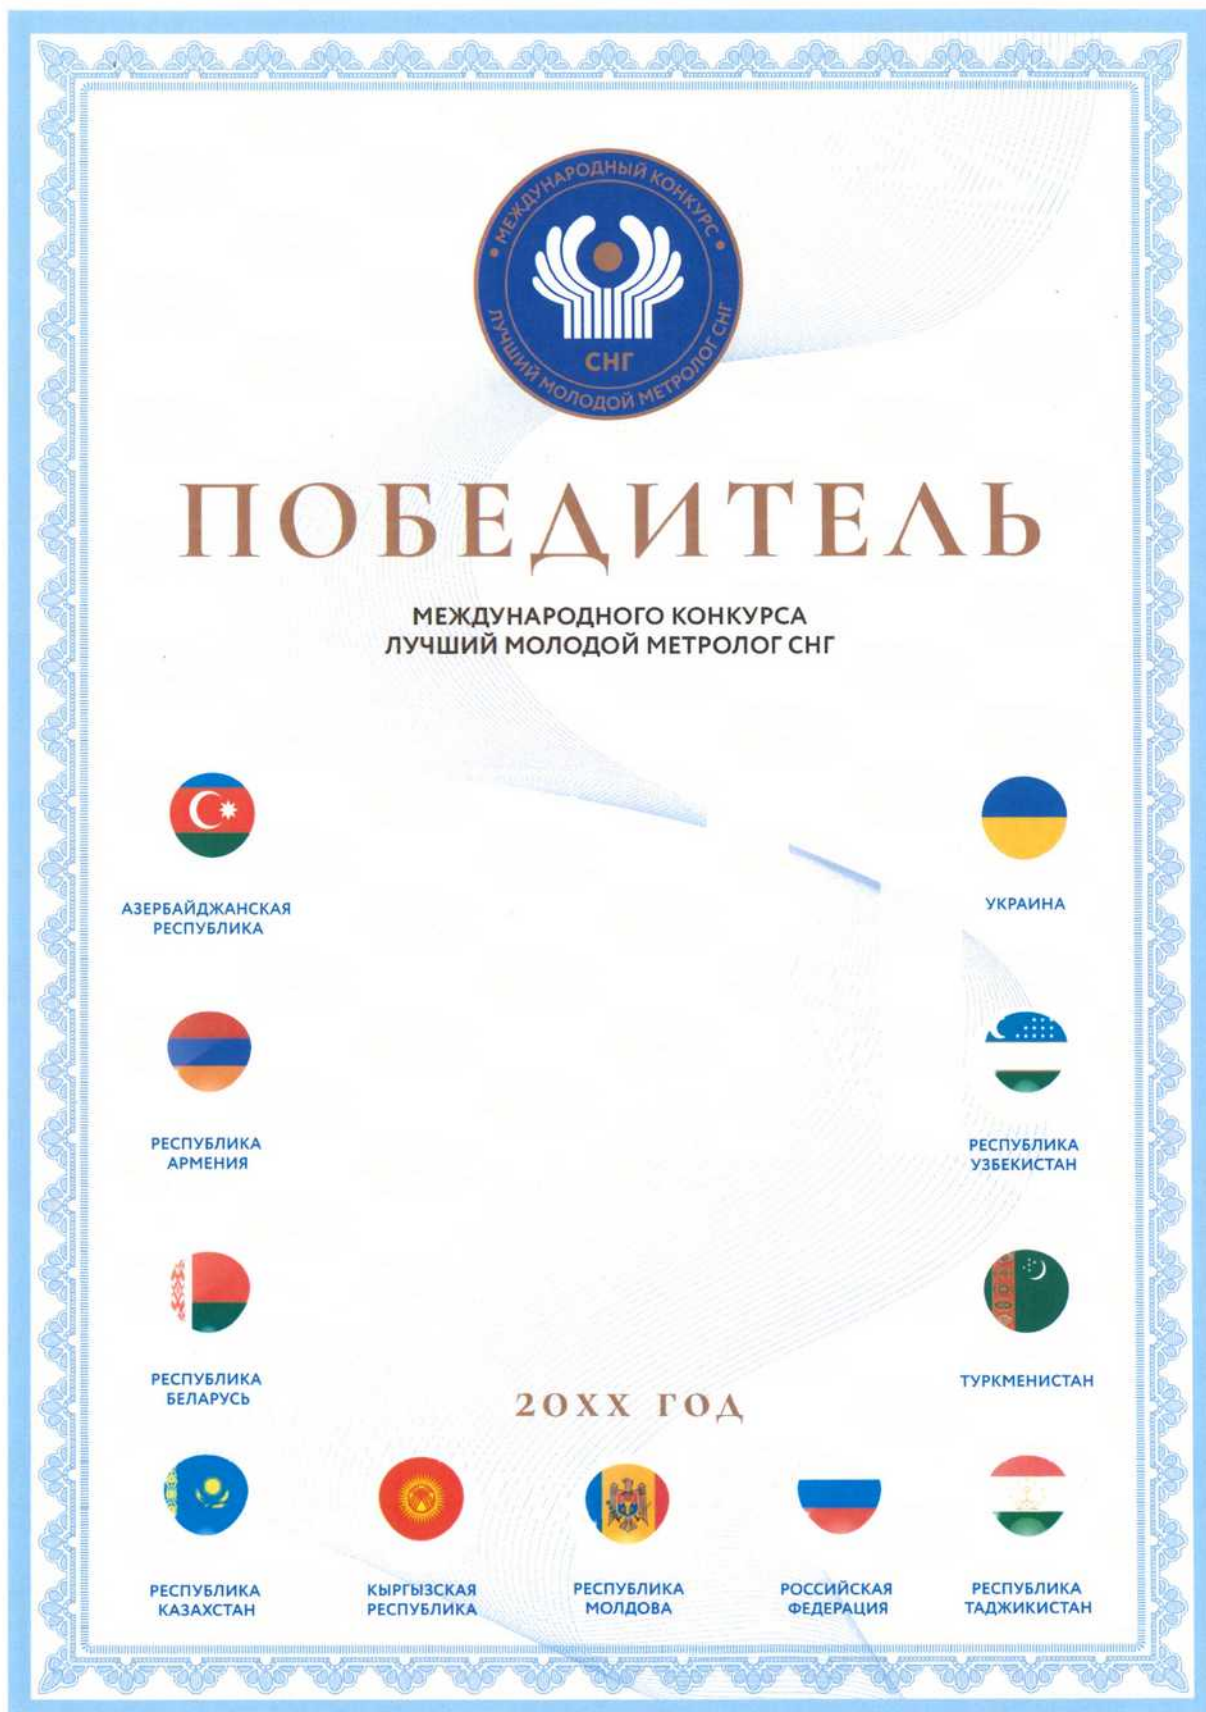 МЕЖДУНАРОДНЫЙ КОНКУРС
ЛУЧШИЙ МОЛОДОЙ МЕТРОЛОГ СНГ
СНГ
ПОБЕДИТЕЛЬ
МЕЖДУНАРОДНОГО КОНКУРСА
ЛУЧШИЙ МОЛОДОЙ МЕТРОЛОГ СНГ
АЗЕРБАЙДЖАНСКАЯ
РЕСПУБЛИКА
УКРАИНА
РЕСПУБЛИКА
АРМЕНИЯ
РЕСПУБЛИКА
УЗБЕКИСТАН
РЕСПУБЛИКА
БЕЛАРУСЬ
ТУРКМЕНИСТАН
20XX ГОД
РЕСПУБЛИКА
КАЗАХСТАН
КЫРГЫЗСКАЯ
РЕСПУБЛИКА
РЕСПУБЛИКА
МОЛДОВА
РОССИЙСКАЯ
ФЕДЕРАЦИЯ
РЕСПУБЛИКА
ТАДЖИКИСТАН